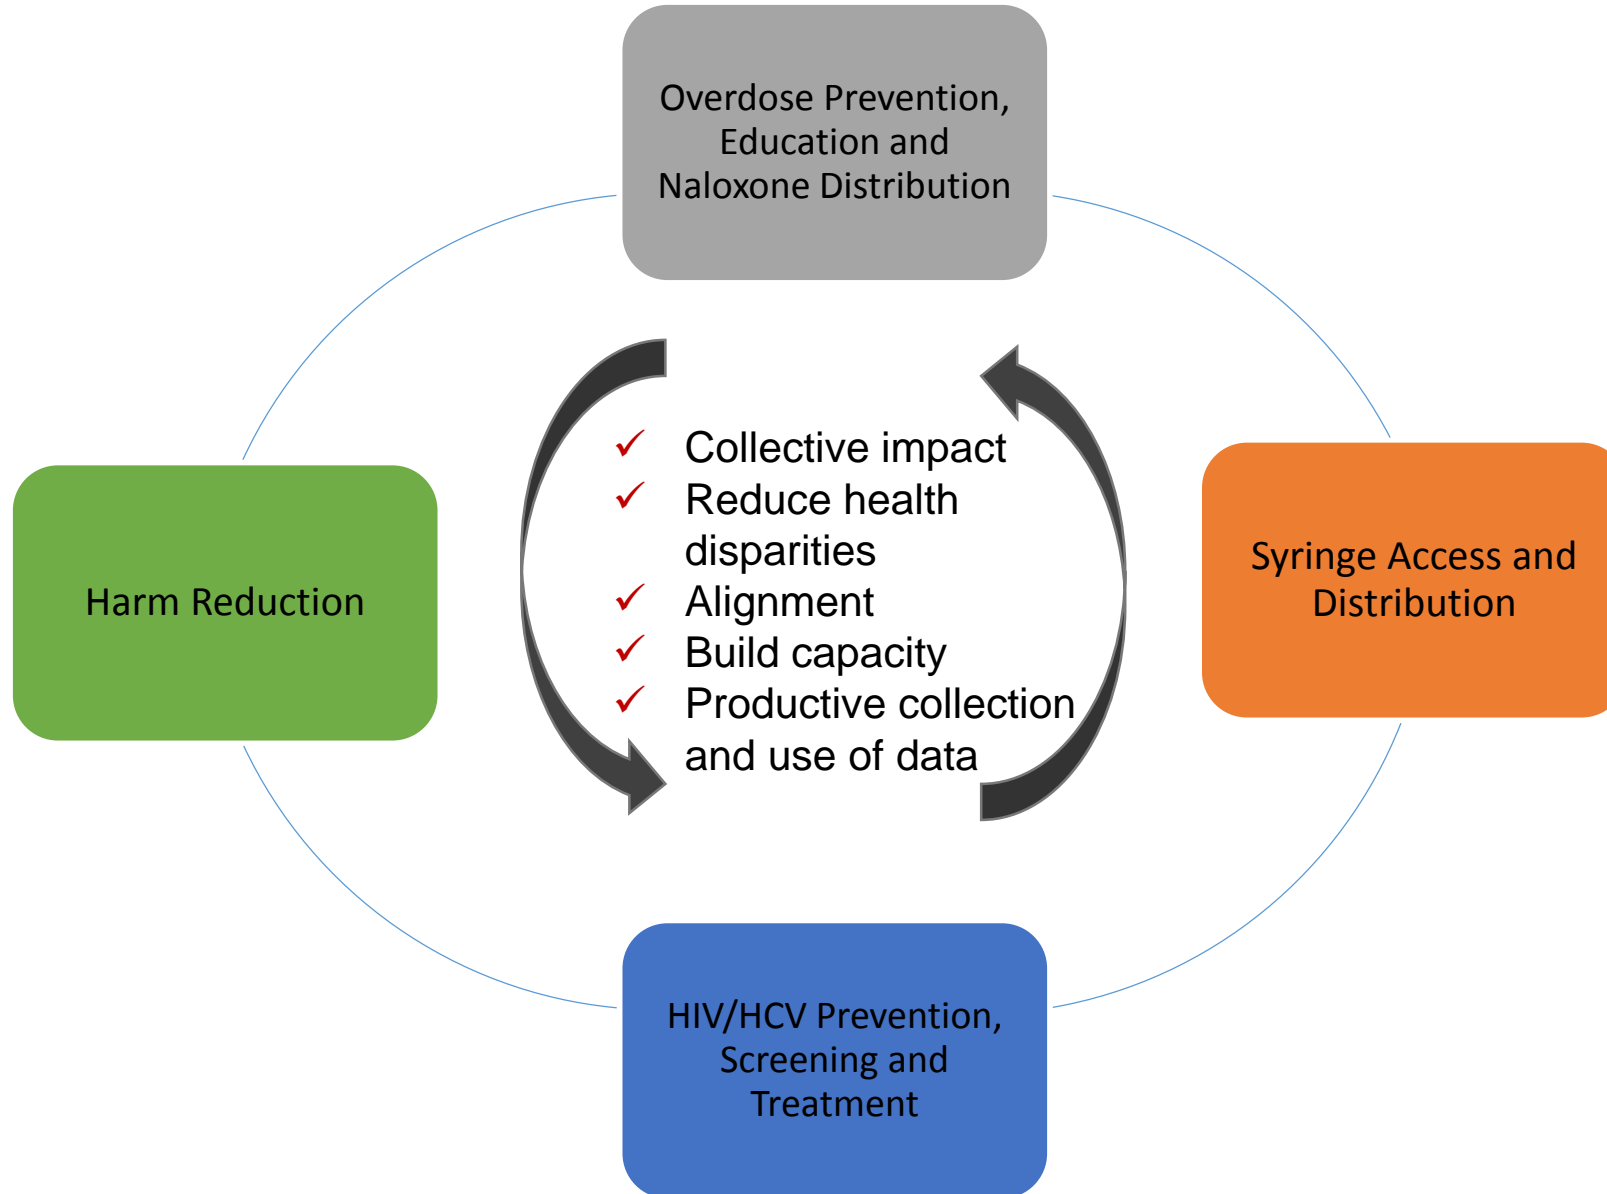 Overdose Prevention,
Education and
Naloxone Distribution
✓ Collective impact
✓ Reduce health
disparities
✓ Alignment
✓ Build capacity
✓ Productive collection
and use of data
Harm Reduction
Syringe Access and
Distribution
HIV/HCV Prevention,
Screening and
Treatment